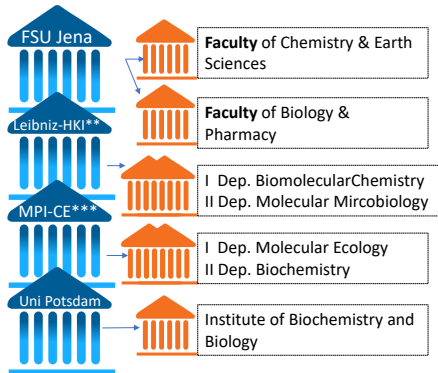 FSU Jena
Faculty of Chemistry & Earth
Sciences
Leibniz-HKI**
Faculty of Biology &
Pharmacy
I Dep. BiomolecularChemistry
II Dep. Molecular Mircobiology
MPI-CE***
I Dep. Molecular Ecology
II Dep. Biochemistry
Uni Potsdam
Institute of Biochemistry and
Biology